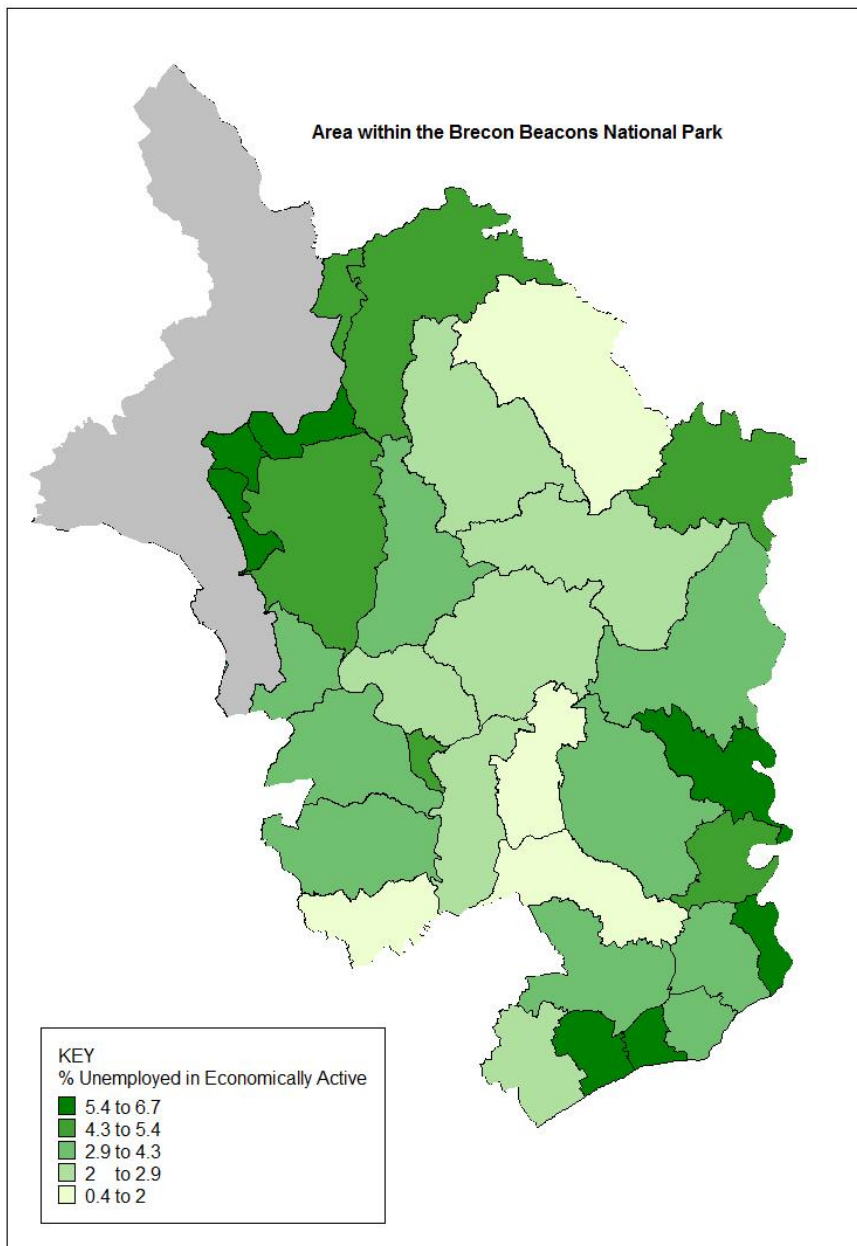 Area within the Brecon Beacons National Park
KEY
% Unemployed in Economically Active
5.4 to 6.7
4.3 to 5.4
2.9 to 4.3
2 to 2.9
0.4 to 2